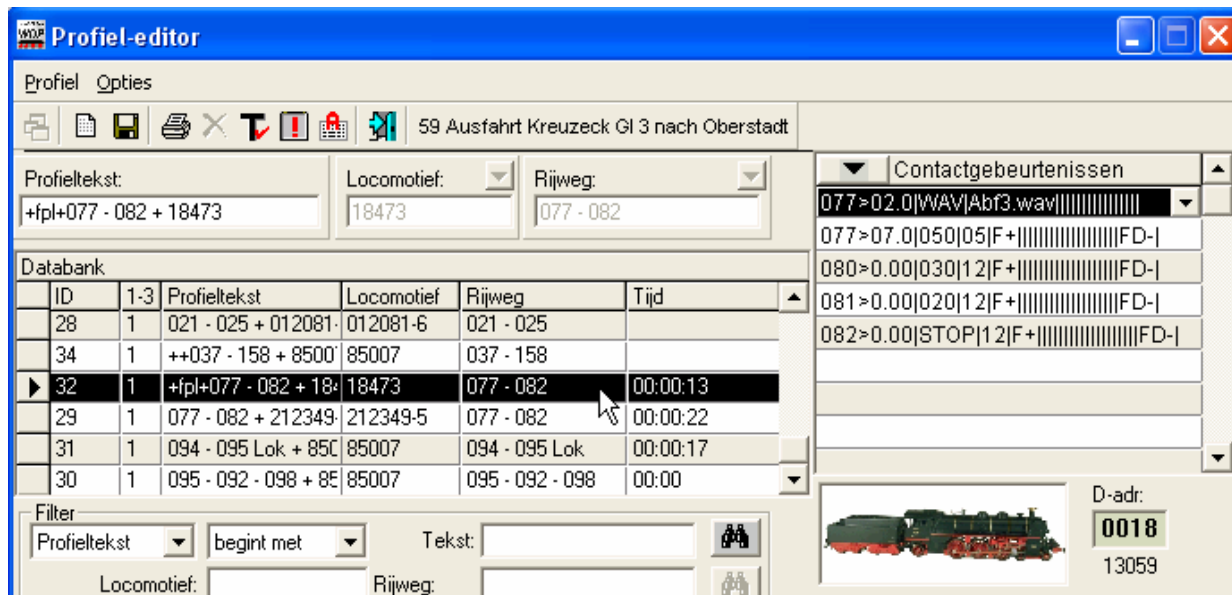 Profiel-editor
Profiel Opties
59 Ausfahrt Kreuzeck Gl 3 nach Oberstadt
Profieltekst: Locomotief: Rijweg:
+fpl+077 - 082 + 18473 18473 077 - 082
Databank
ID 1-3 Profieltekst Locomotief Rijweg Tijd
28 1 021 - 025 + 012081- 012081-6 021 - 025
34 1 ++037 - 158 + 8500 85007 037 - 158
32 1 +fpl+077 - 082 + 18 18473 077 - 082 00:00:13
29 1 077 - 082 + 212349- 212349-5 077 - 082 00:00:22
31 1 094 - 095 Lok + 850 85007 094 - 095 Lok 00:00:17
30 1 095 - 092 - 098 + 85 85007 095 - 092 - 098 00:00
Filter
Profieltekst begint met Tekst:
Locomotief: Rijweg:
Contactgebeurtenissen
077>02.0|WAV|Abf3.wav||||||||||||||||
077>07.0|050|05|F+|||||||||||||||||||FD-|
080>0.00|030|12|F+|||||||||||||||||||FD-|
081>0.00|020|12|F+|||||||||||||||||||FD-|
082>0.00|STOP|12|F+|||||||||||||||||||FD-|
D-adr:
0018
13059